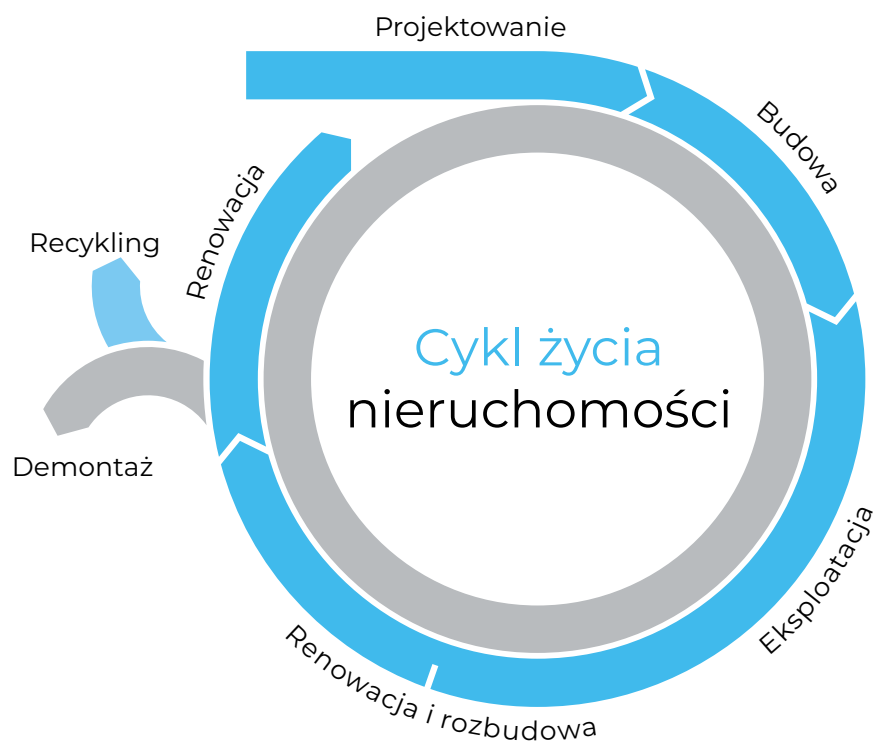 Projektowanie
Budowa
Renowacja
Recykling
Cykl życia
nieruchomości
Demontaż
Eksploatacja
Renowacja i rozbudowa